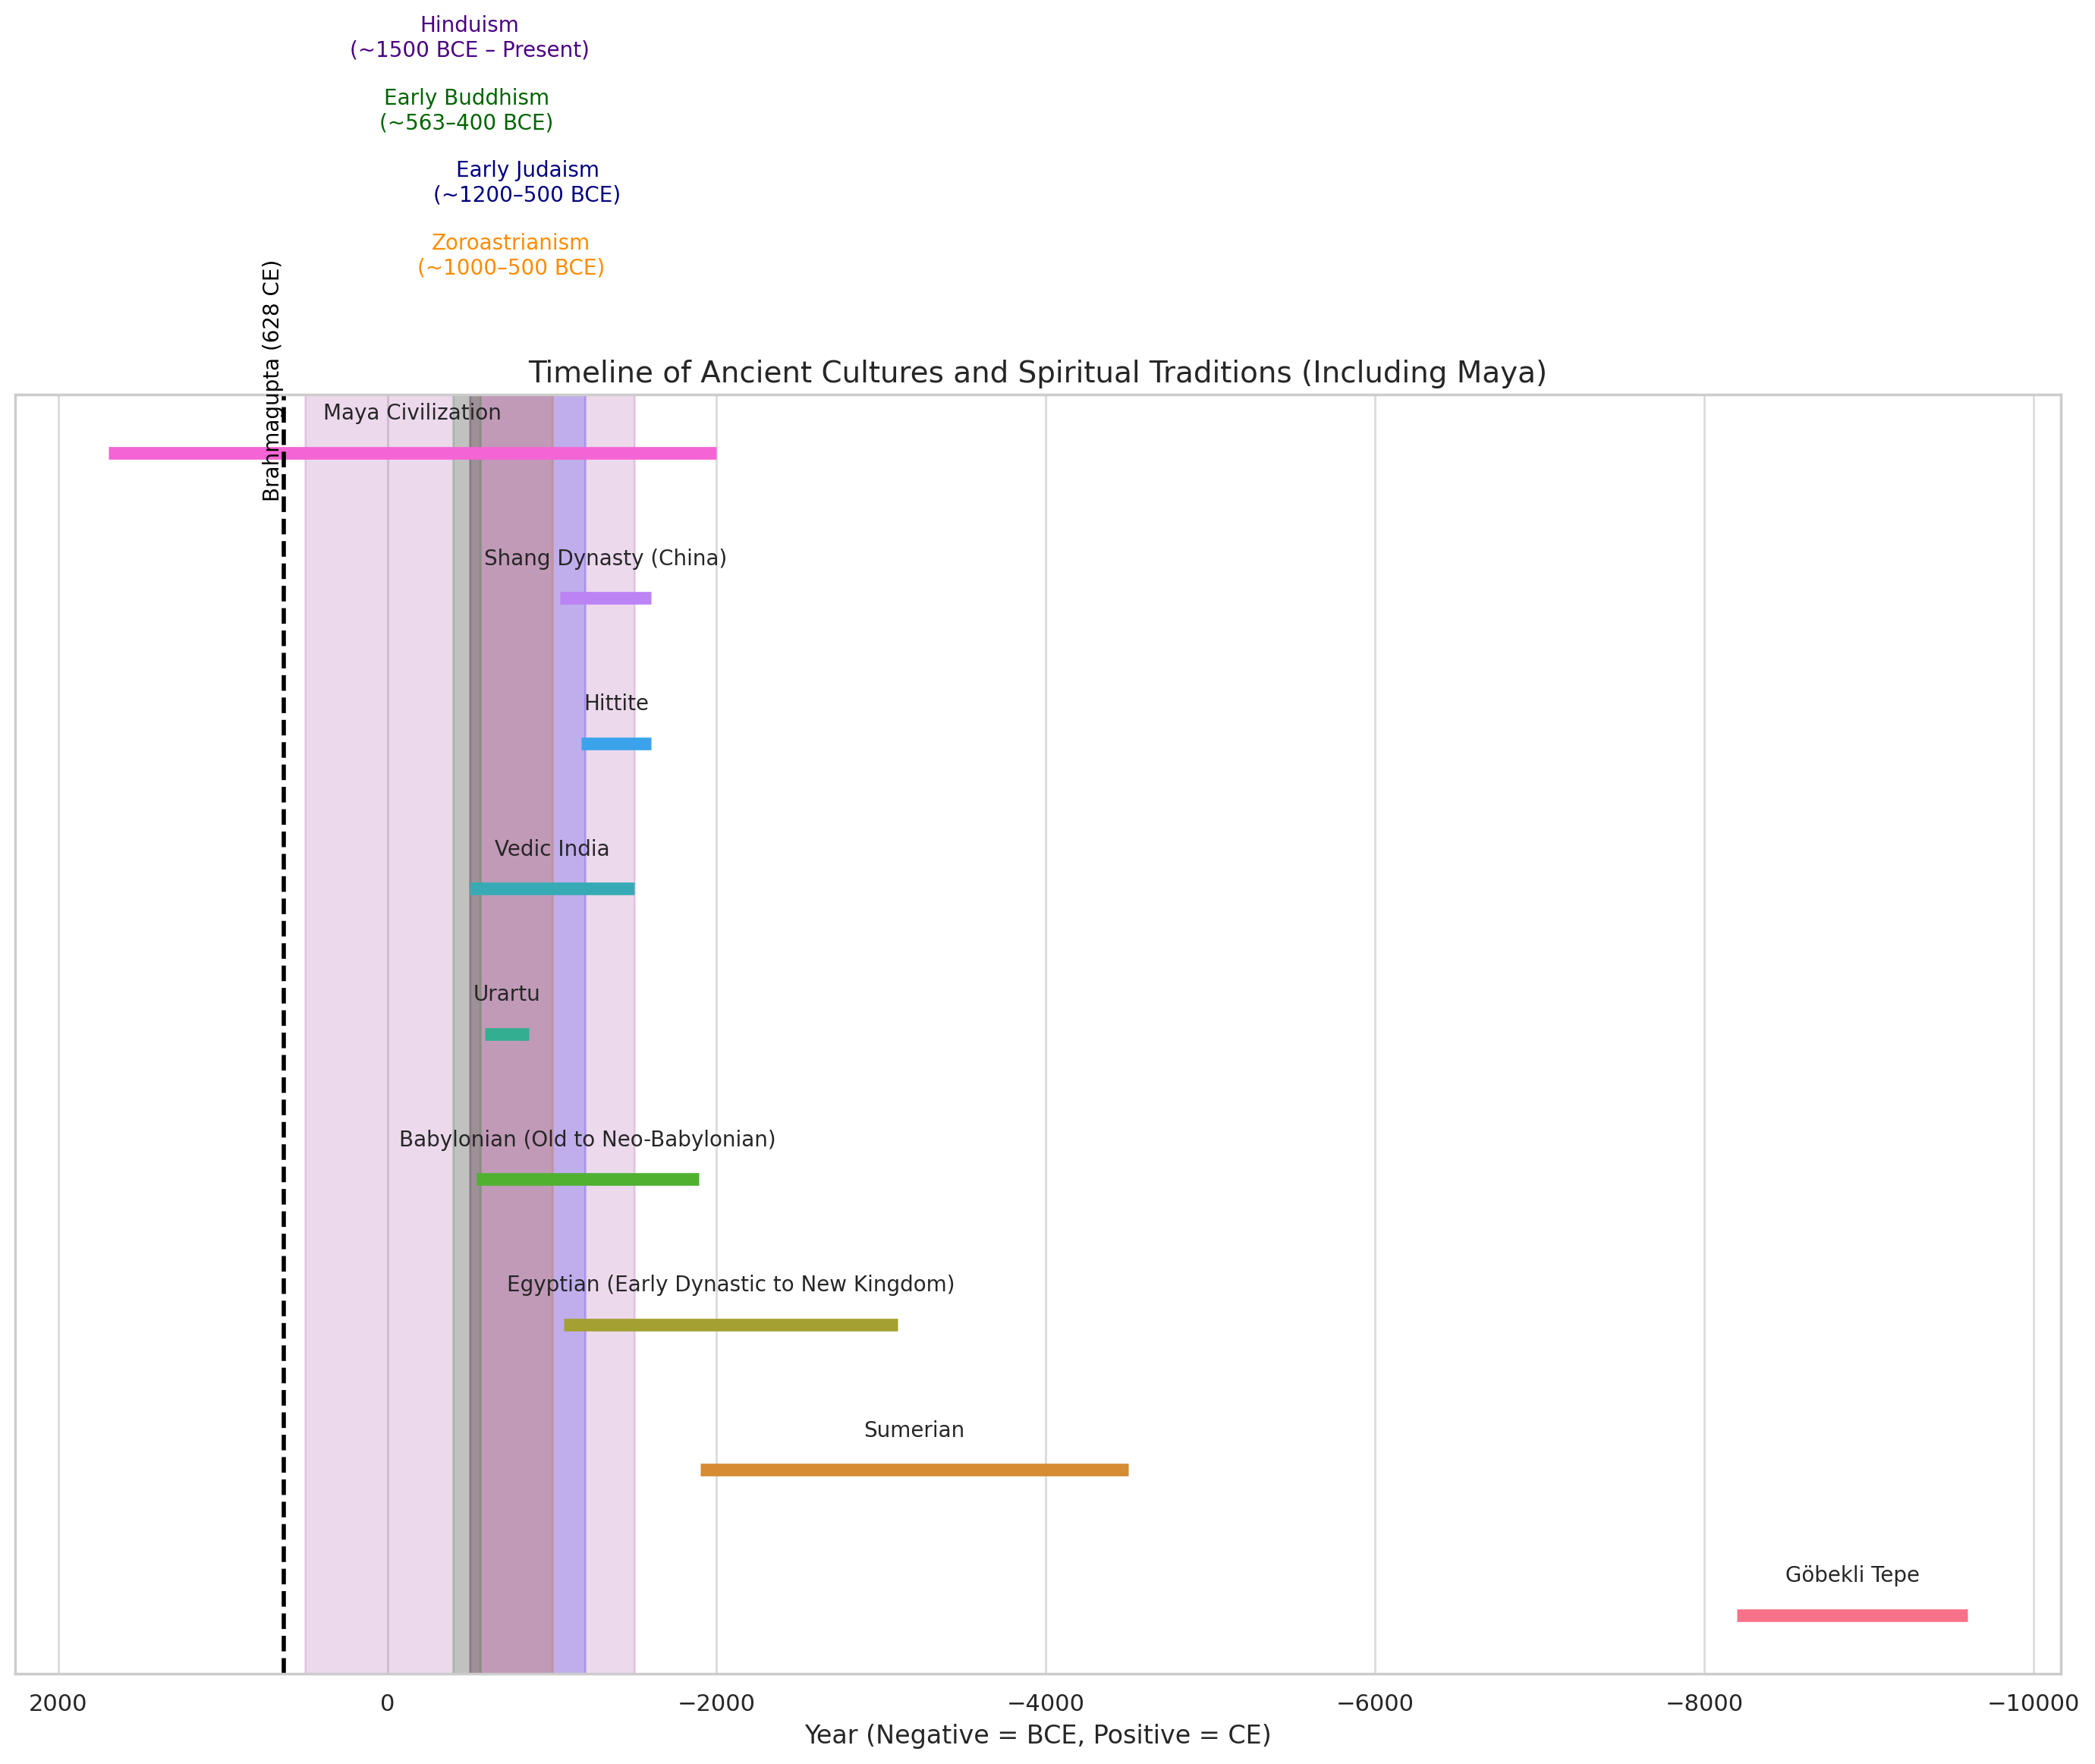 Hinduism
(~1500 BCE – Present)
Early Buddhism
(~563–400 BCE)
Early Judaism
(~1200–500 BCE)
Zoroastrianism
(~1000–500 BCE)
Brahmagupta (628 CE)
Timeline of Ancient Cultures and Spiritual Traditions (Including Maya)
Maya Civilization
Shang Dynasty (China)
Hittite
Vedic India
Urartu
Babylonian (Old to Neo-Babylonian)
Egyptian (Early Dynastic to New Kingdom)
Sumerian
Göbekli Tepe
2000 0 −2000 −4000 −6000 −8000 −10000
Year (Negative = BCE, Positive = CE)